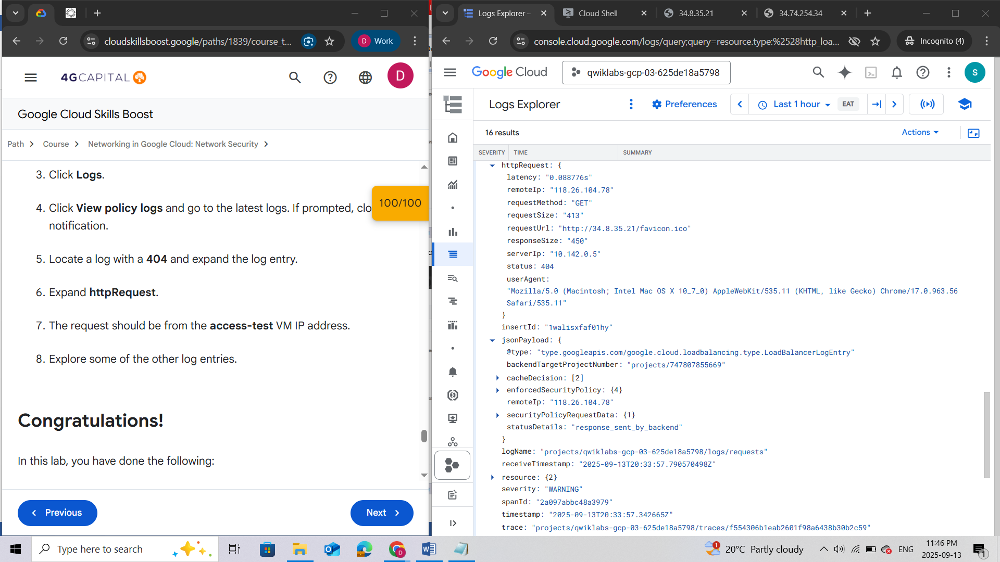 cloudskillsboost.google/paths/1839/course_t...
D Work
4GCAPITAL
D
Google Cloud Skills Boost
Path
Course
Networking in Google Cloud: Network Security
3. Click Logs.
100/100
4. Click View policy logs and go to the latest logs. If prompted, clo
notification.
5. Locate a log with a 404 and expand the log entry.
6. Expand httpRequest.
7. The request should be from the access-test VM IP address.
8. Explore some of the other log entries.
Congratulations!
In this lab, you have done the following:
Previous
Next
Logs Explorer –
Cloud Shell
34.8.35.21
34.74.254.34
console.cloud.google.com/logs/query;query=resource.type:%2528http_loa...
Incognito (4)
Google Cloud
qwiklabs-gcp-03-625de18a5798
S
Logs Explorer
Preferences
Last 1 hour
EAT
16 results
Actions
SEVERITY
TIME
SUMMARY
httpRequest: {
latency: "0.088776s"
remoteIp: "118.26.104.78"
requestMethod: "GET"
requestSize: "413"
requestUrl: "http://34.8.35.21/favicon.ico"
responseSize: "450"
serverIp: "10.142.0.5"
status: 404
userAgent:
"Mozilla/5.0 (Macintosh; Intel Mac OS X 10_7_0) AppleWebKit/535.11 (KHTML, like Gecko) Chrome/17.0.963.56
Safari/535.11"
}
insertId: "1walisxfaf01hy"
jsonPayload: {
@type: "type.googleapis.com/google.cloud.loadbalancing.type.LoadBalancerLogEntry"
backendTargetProjectNumber: "projects/747807855669"
cacheDecision: [2]
enforcedSecurityPolicy: {4}
remoteIp: "118.26.104.78"
securityPolicyRequestData: {1}
statusDetails: "response_sent_by_backend"
}
logName: "projects/qwiklabs-gcp-03-625de18a5798/logs/requests"
receiveTimestamp: "2025-09-13T20:33:57.790570498Z"
resource: {2}
severity: "WARNING"
spanId: "2a097abbc48a3979"
timestamp: "2025-09-13T20:33:57.342665Z"
trace: "projects/qwiklabs-gcp-03-625de18a5798/traces/f554306b1eab2601f98a6438b30b2c59"
Type here to search
1
20°C Partly cloudy
ENG
11:46 PM
2025-09-13
1